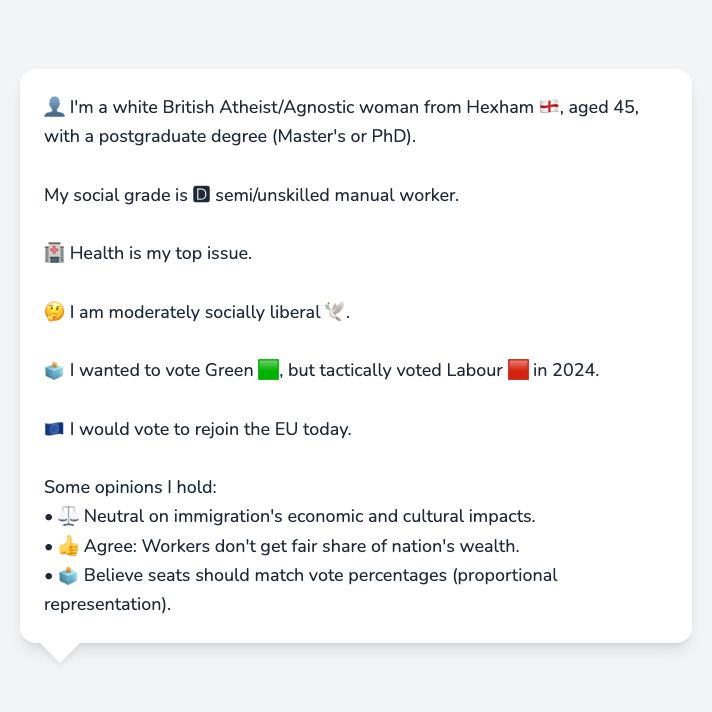 👤 I'm a white British Atheist/Agnostic woman from Hexham 🏴󠁧󠁢󠁥󠁮󠁧󠁿, aged 45,
with a postgraduate degree (Master's or PhD).
My social grade is 🅳 semi/unskilled manual worker.
🏥 Health is my top issue.
🤔 I am moderately socially liberal 🕊️.
🗳️ I wanted to vote Green 🟩, but tactically voted Labour 🟥 in 2024.
🇪🇺 I would vote to rejoin the EU today.
Some opinions I hold:
• ⚖️ Neutral on immigration's economic and cultural impacts.
• 👍 Agree: Workers don't get fair share of nation's wealth.
• 🗳️ Believe seats should match vote percentages (proportional
representation).